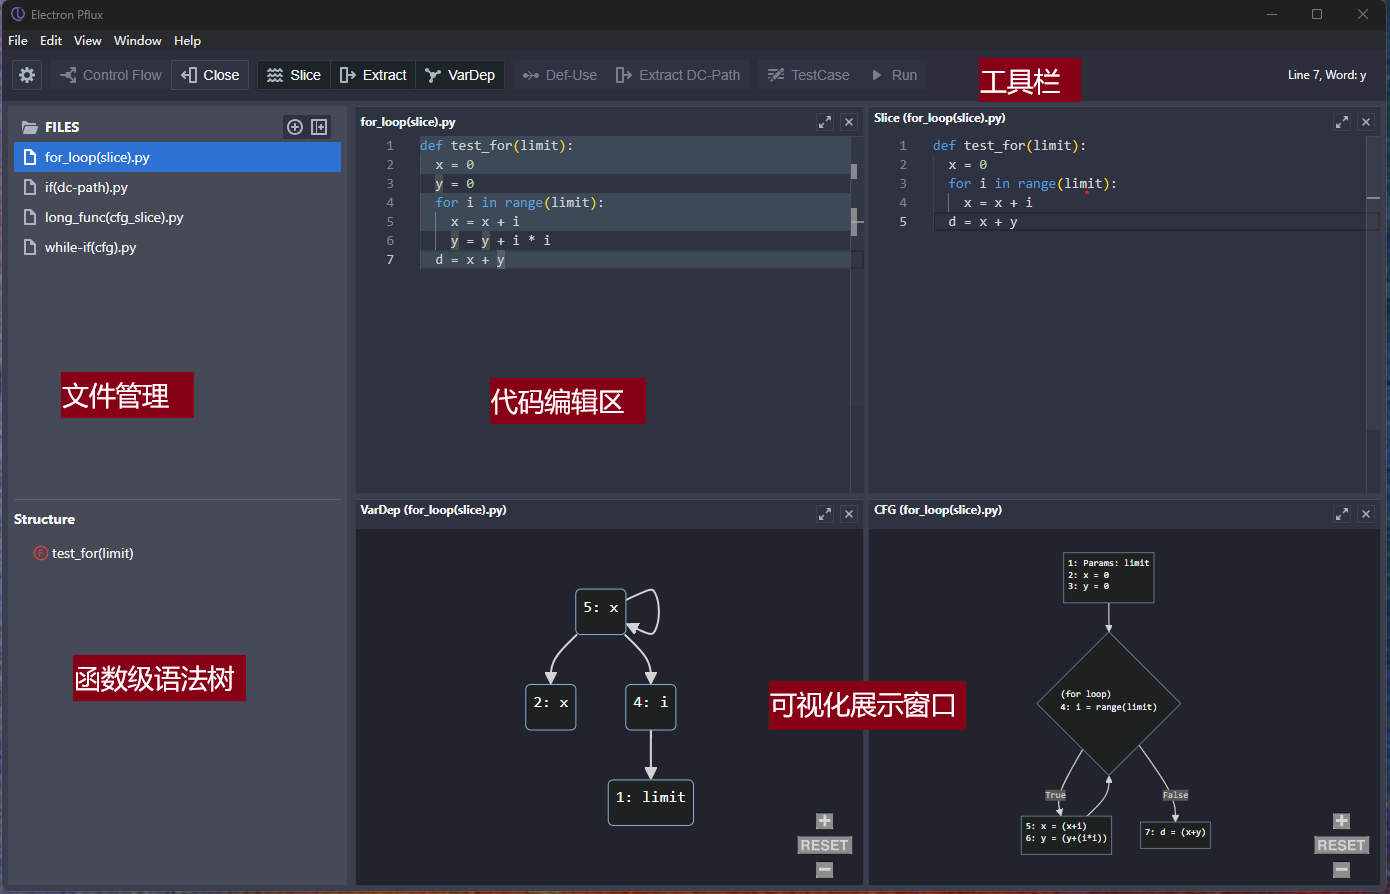 Electron Pflux
File Edit View Window Help
Control Flow Close Slice Extract VarDep Def-Use Extract DC-Path TestCase Run 工具栏 Line 7, Word: y
FILES
for_loop(slice).py
if(dc-path).py
long_func(cfg_slice).py
while-if(cfg).py
文件管理
Structure
F test_for(limit)
函数级语法树
for_loop(slice).py
1 def test_for(limit):
2 x = 0
3 y = 0
4 for i in range(limit):
5 x = x + i
6 y = y + i * i
7 d = x + y
代码编辑区
Slice (for_loop(slice).py)
1 def test_for(limit):
2 x = 0
3 for i in range(limit):
4 x = x + i
5 d = x + y
VarDep (for_loop(slice).py)
5: x
2: x
4: i
1: limit
RESET
可视化展示窗口
CFG (for_loop(slice).py)
1: Params: limit
2: x = 0
3: y = 0
(for loop)
4: i = range(limit)
True
False
5: x = (x+i)
6: y = (y+(i*i))
7: d = (x+y)
RESET